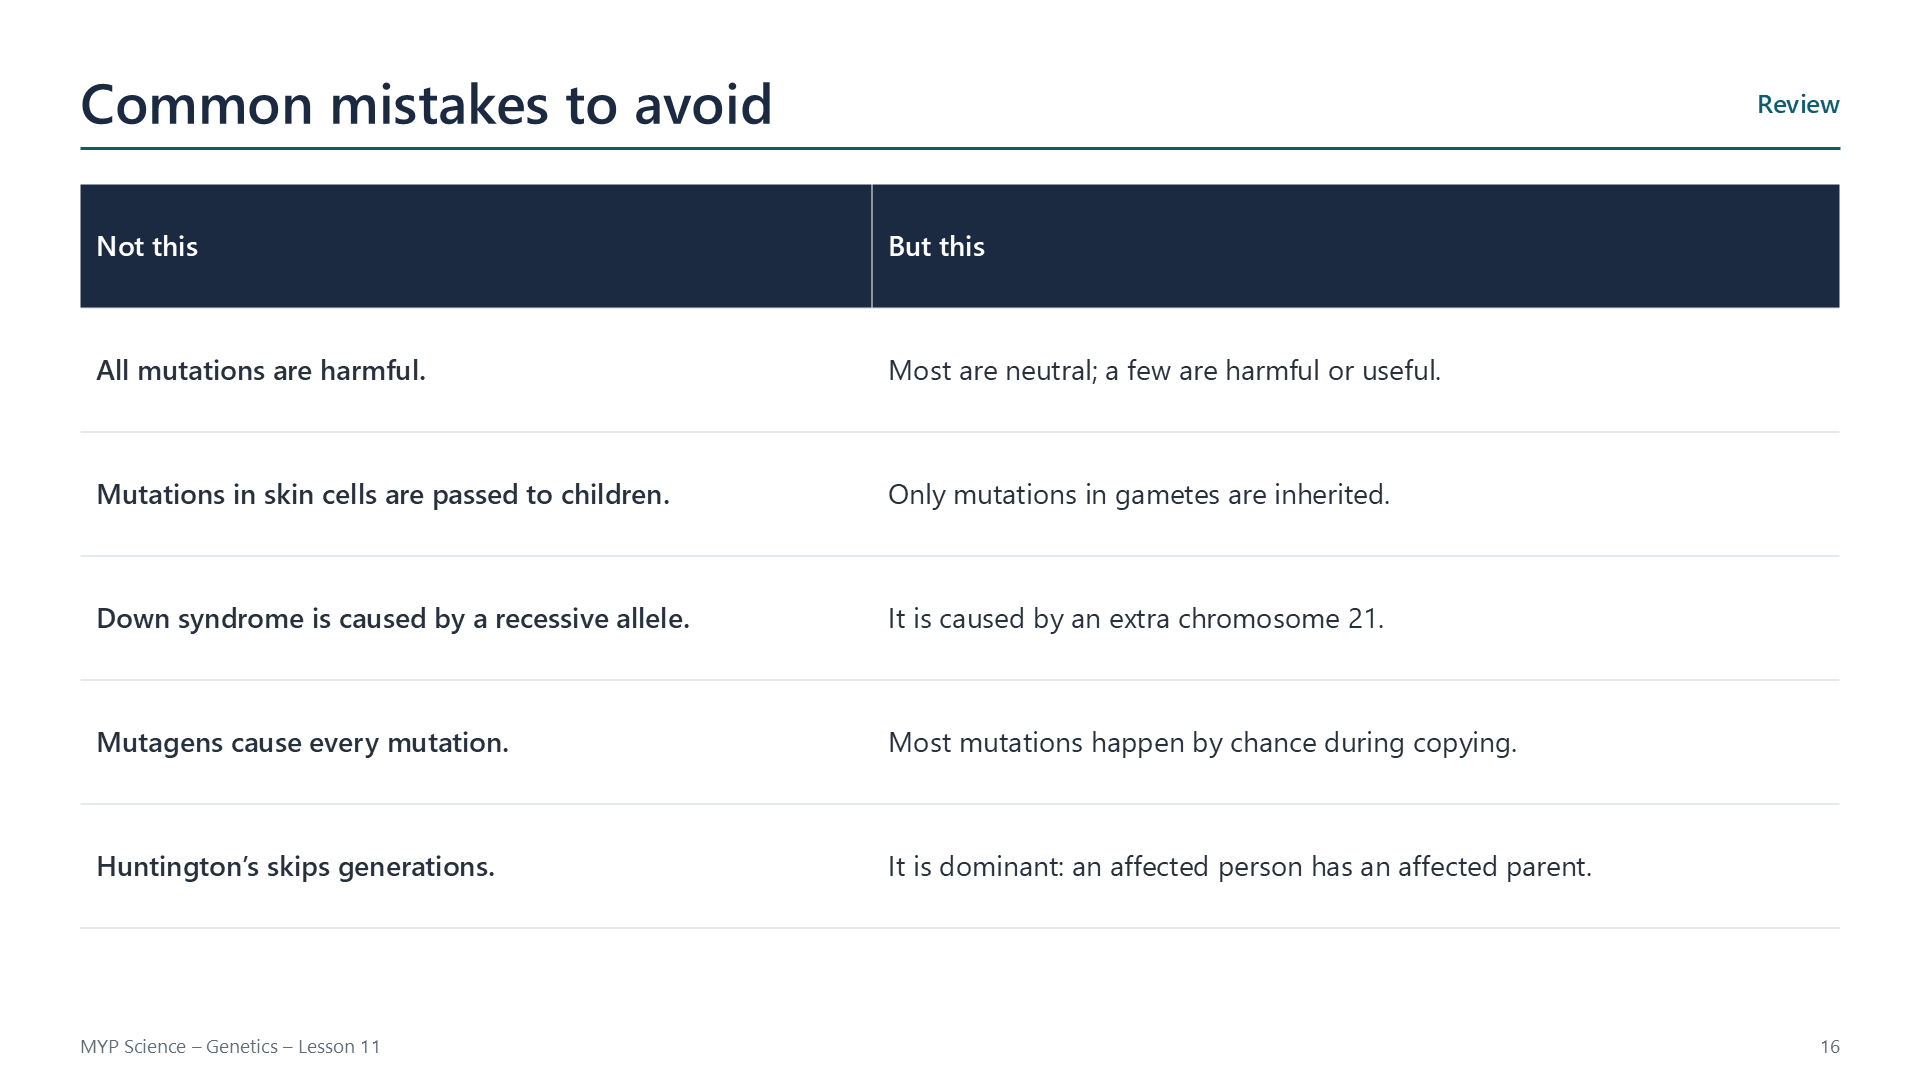 Common mistakes to avoid
Review
Not this
But this
All mutations are harmful.
Most are neutral; a few are harmful or useful.
Mutations in skin cells are passed to children.
Only mutations in gametes are inherited.
Down syndrome is caused by a recessive allele.
It is caused by an extra chromosome 21.
Mutagens cause every mutation.
Most mutations happen by chance during copying.
Huntington’s skips generations.
It is dominant: an affected person has an affected parent.
MYP Science – Genetics – Lesson 11
16